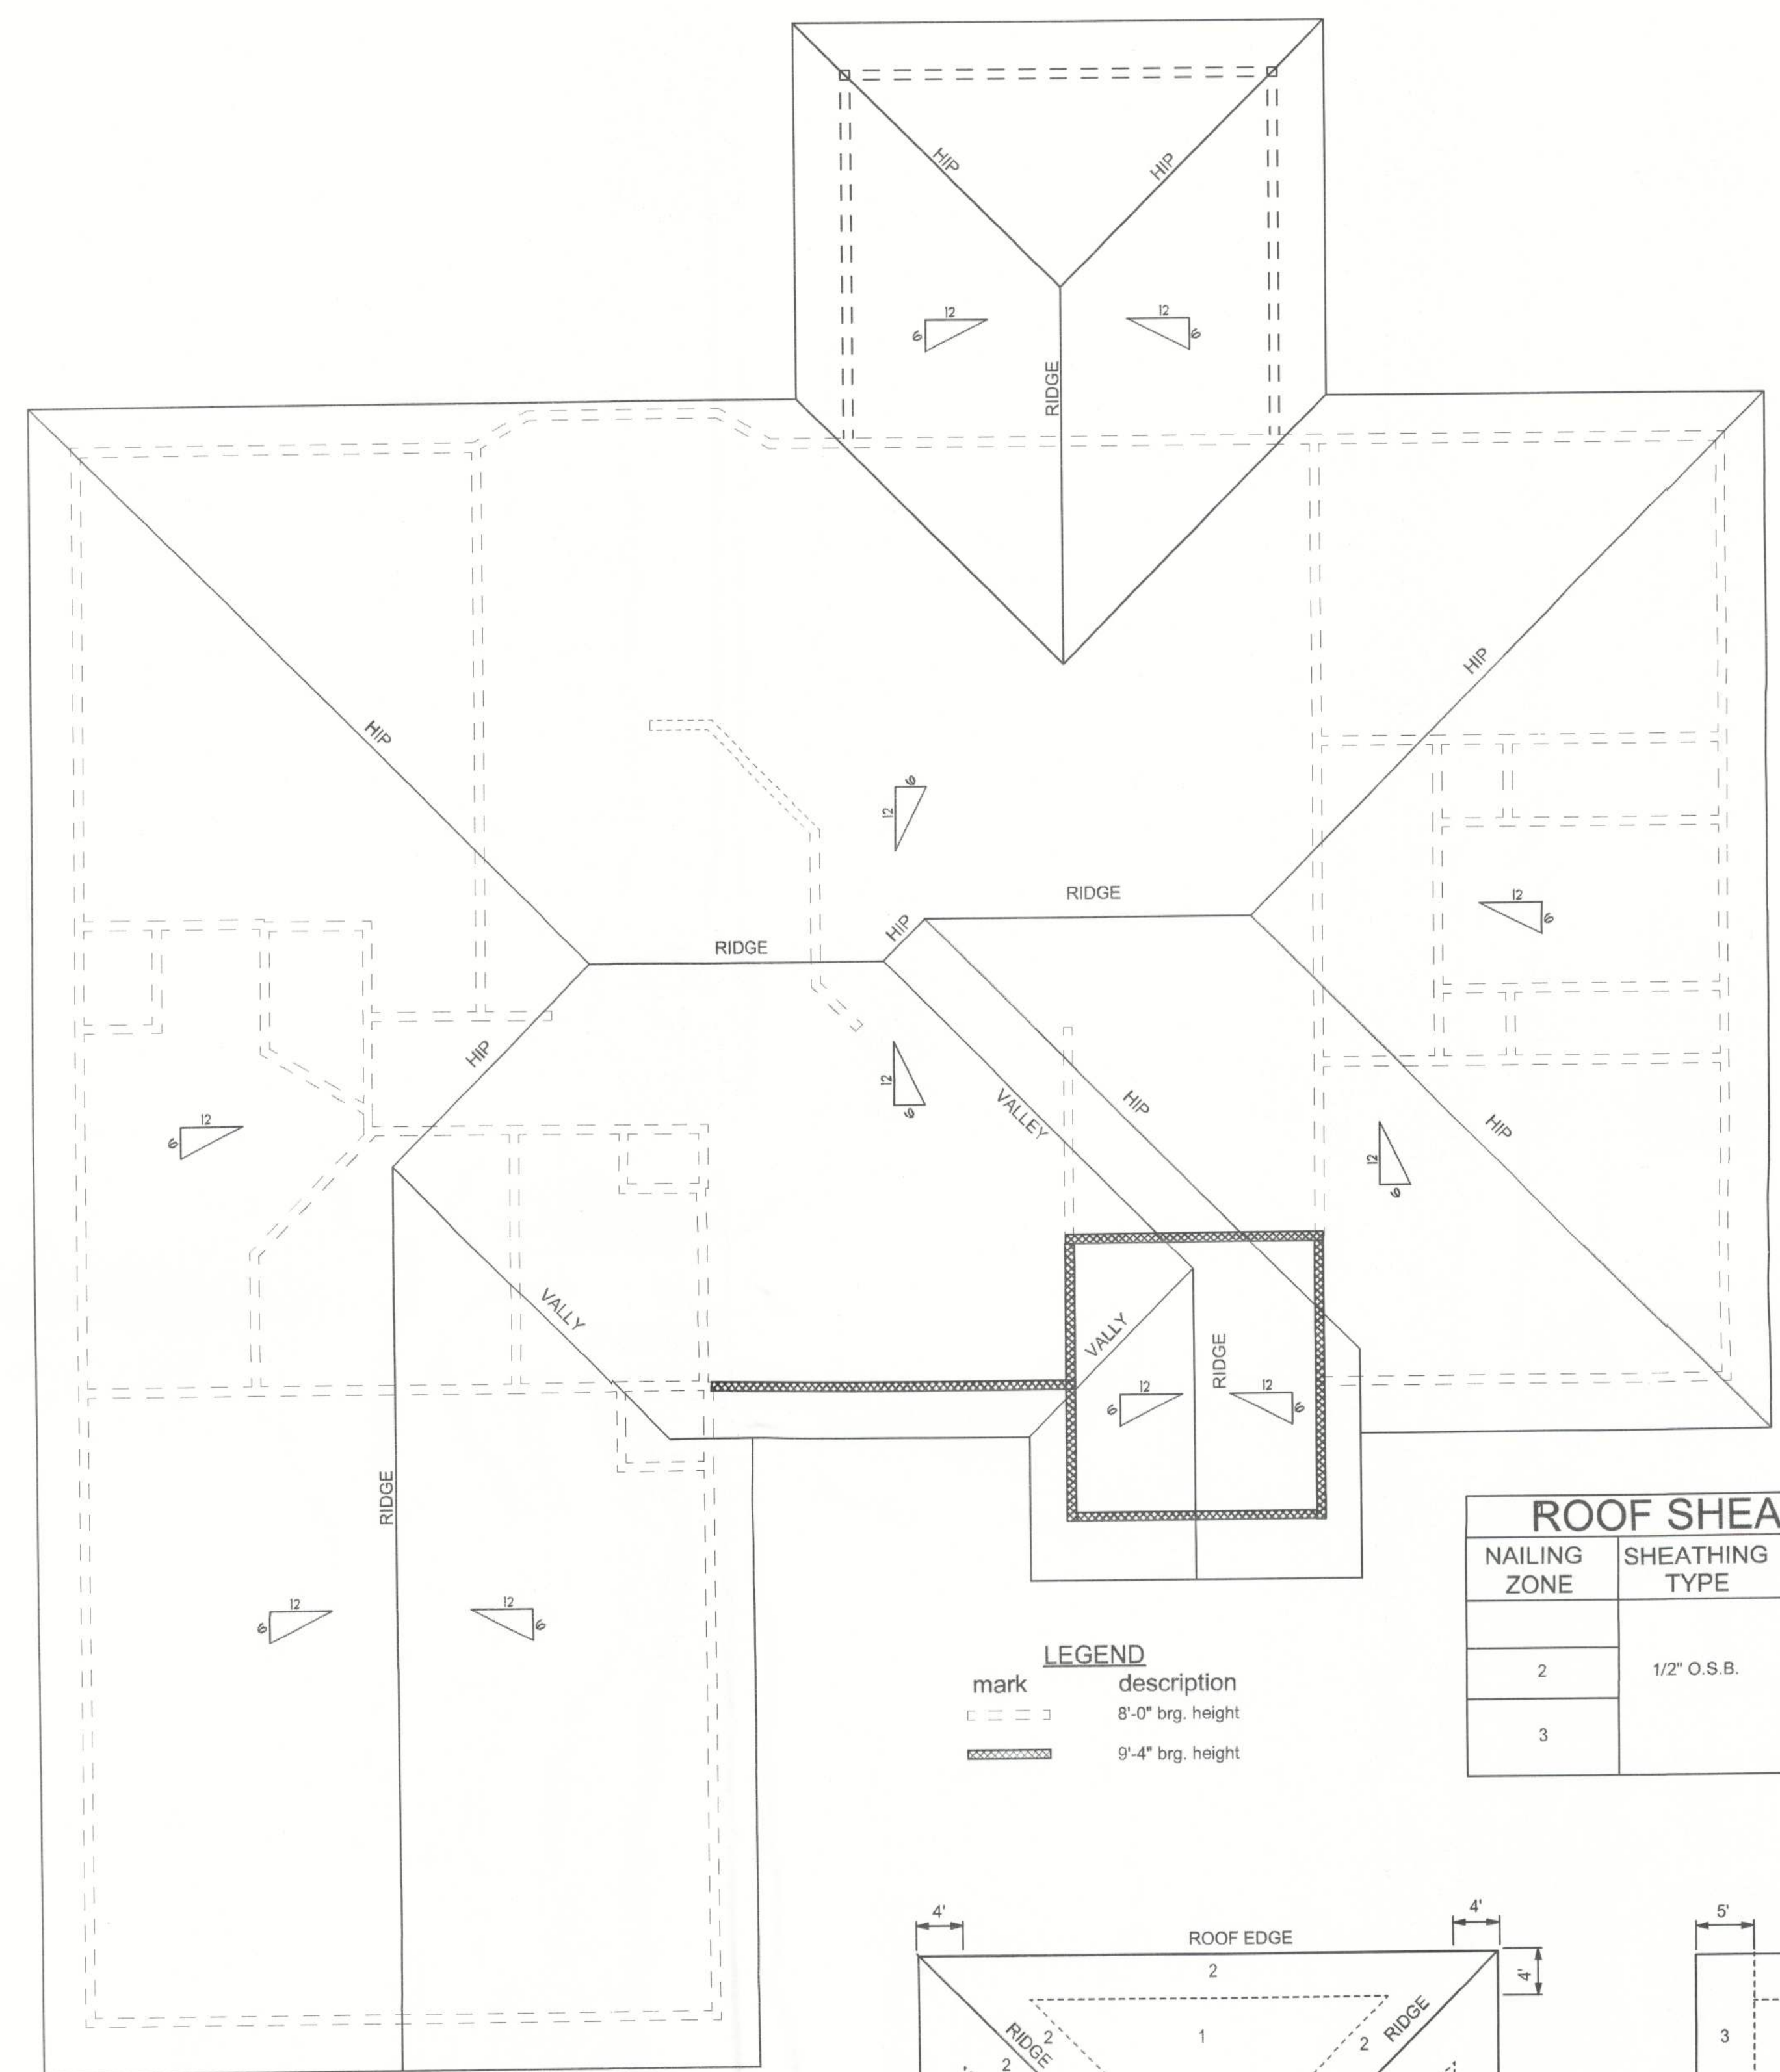 HIP
HIP
12
6
12
6
RIDGE
HIP
HIP
6
12
RIDGE
12
6
HIP
RIDGE
HIP
12
6
HIP
VALLEY
HIP
HIP
12
6
12
6
VALLY
VALLY
RIDGE
12
6
12
6
RIDGE
12
6
12
6
ROOF SHEA
NAILING ZONE
SHEATHING TYPE
2
1/2" O.S.B.
3
LEGEND
mark description
8'-0" brg. height
9'-4" brg. height
4'
4'
5'
ROOF EDGE
4'
2
RIDGE
2
2
1
2
RIDGE
3